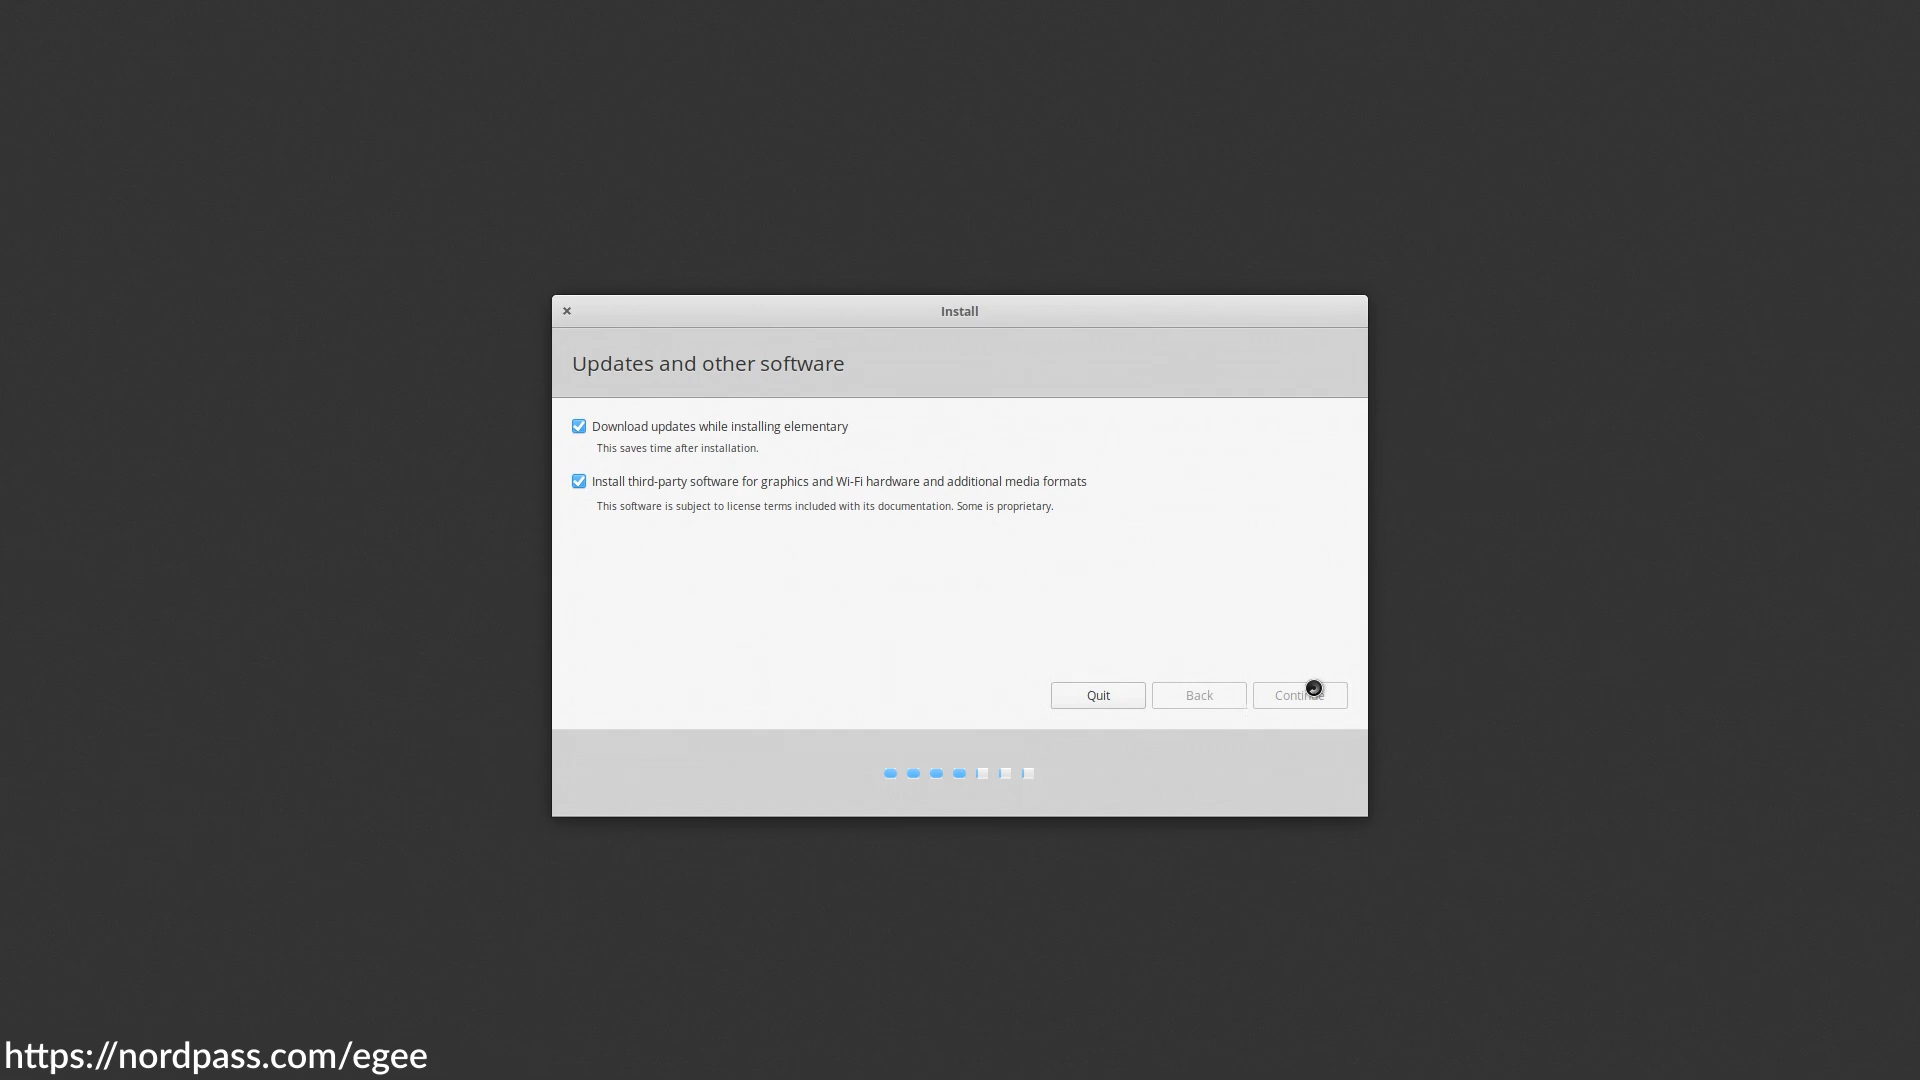 Install
Updates and other software
Download updates while installing elementary
This saves time after installation.
Install third-party software for graphics and Wi-Fi hardware and additional media formats
This software is subject to license terms included with its documentation. Some is proprietary.
Quit
Back
Continue
https://nordpass.com/egee